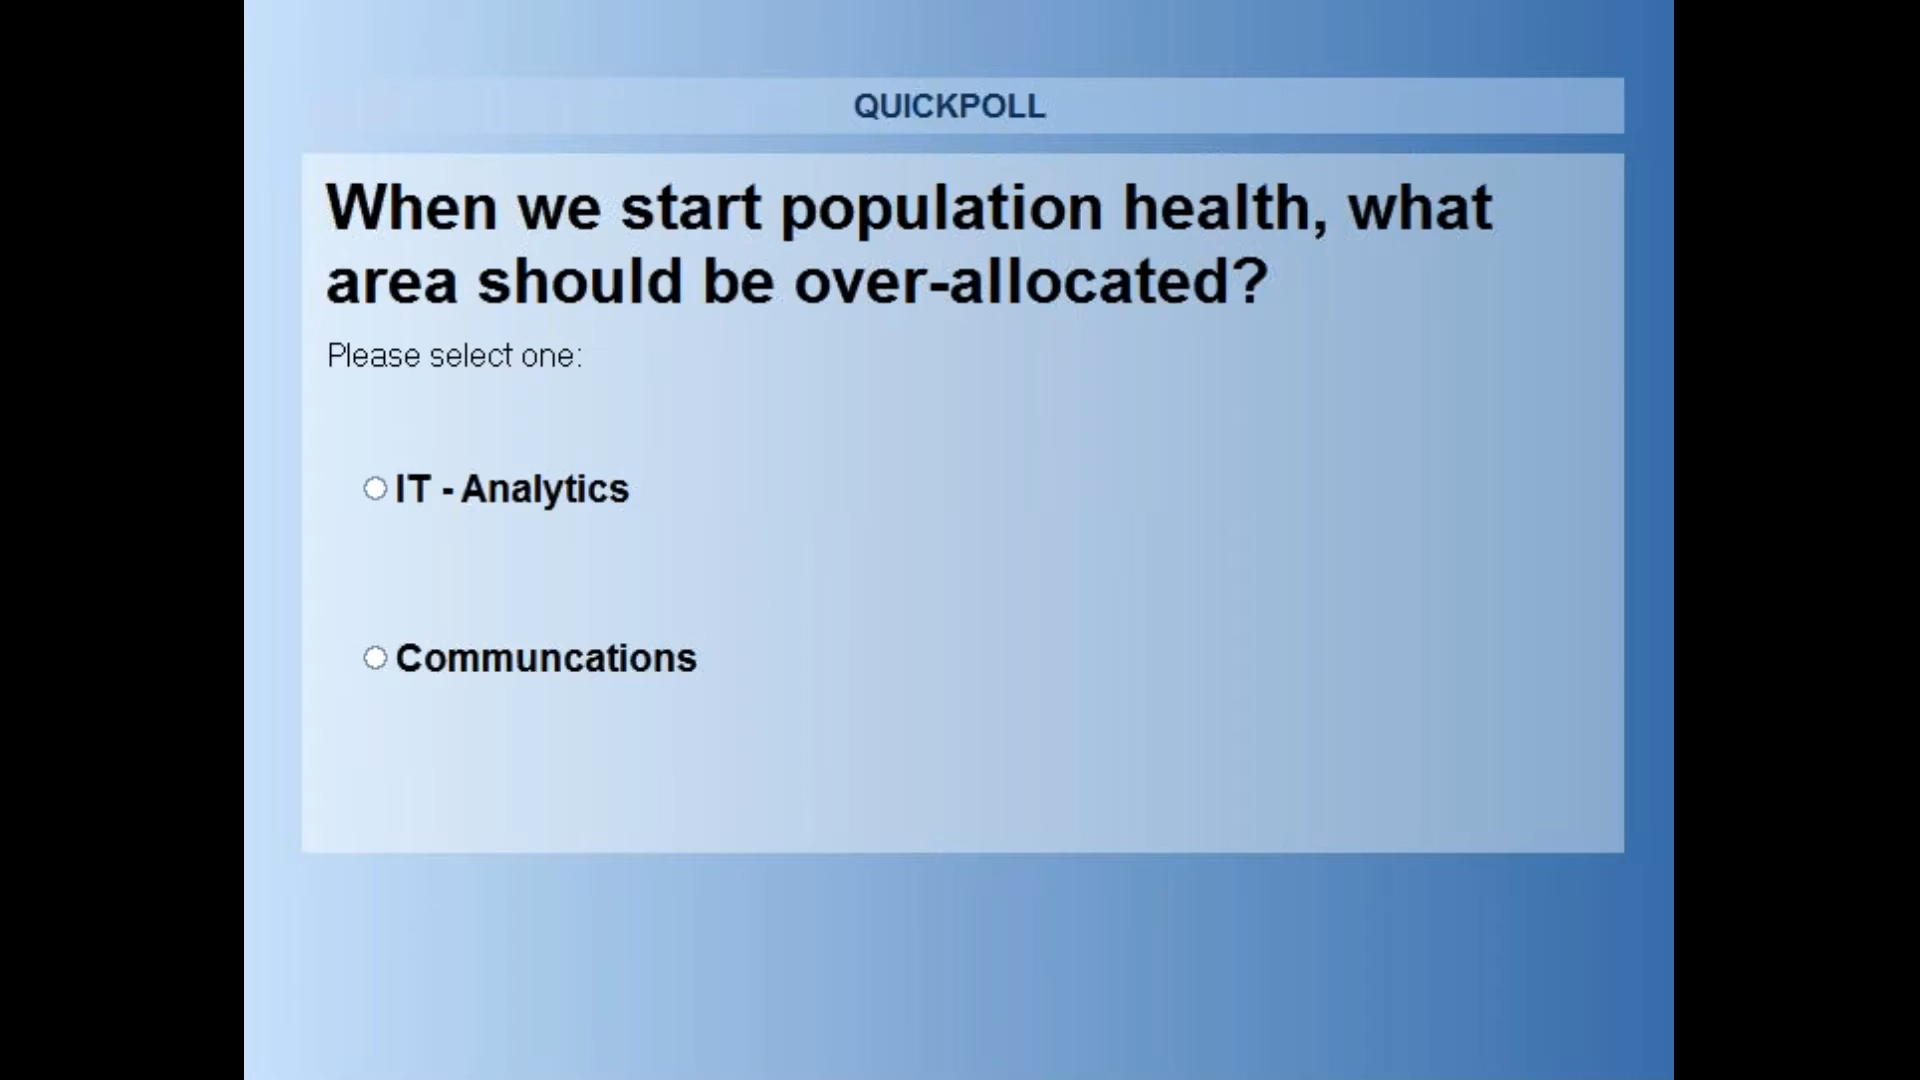 QUICKPOLL
When we start population health, what
area should be over-allocated?
Please select one:
IT - Analytics
Communcations